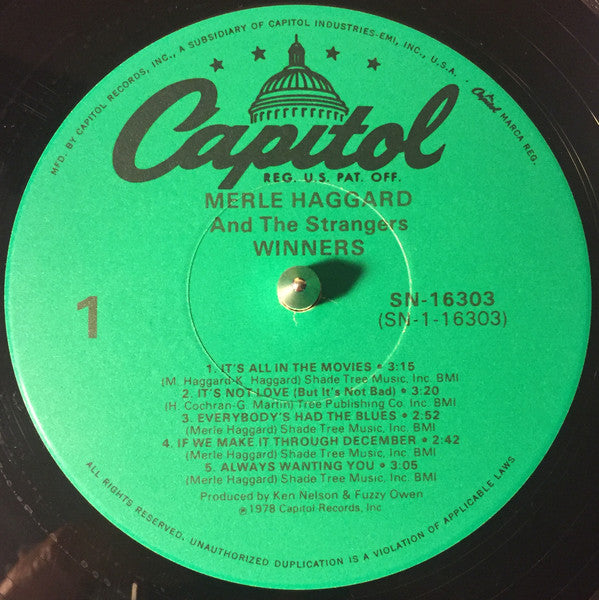 MFD. BY CAPITOL RECORDS, INC., A SUBSIDIARY OF CAPITOL INDUSTRIES-EMI, INC., U.S.A. • Capitol MARCA REG.
Capitol
REG. U.S. PAT. OFF.
MERLE HAGGARD
And The Strangers
WINNERS
1
SN-16303
(SN-1-16303)
1. IT'S ALL IN THE MOVIES • 3:15
(M. Haggard-K. Haggard) Shade Tree Music, Inc. BMI
2. IT'S NOT LOVE (But It's Not Bad) • 3:20
(H. Cochran-G. Martin) Tree Publishing Co. Inc. BMI
3. EVERYBODY'S HAD THE BLUES • 2:52
(Merle Haggard) Shade Tree Music, Inc. BMI
4. IF WE MAKE IT THROUGH DECEMBER • 2:42
(Merle Haggard) Shade Tree Music, Inc. BMI
5. ALWAYS WANTING YOU • 3:05
(Merle Haggard) Shade Tree Music, Inc. BMI
Produced by Ken Nelson & Fuzzy Owen
℗1978 Capitol Records, Inc
ALL RIGHTS RESERVED. UNAUTHORIZED DUPLICATION IS A VIOLATION OF APPLICABLE LAWS